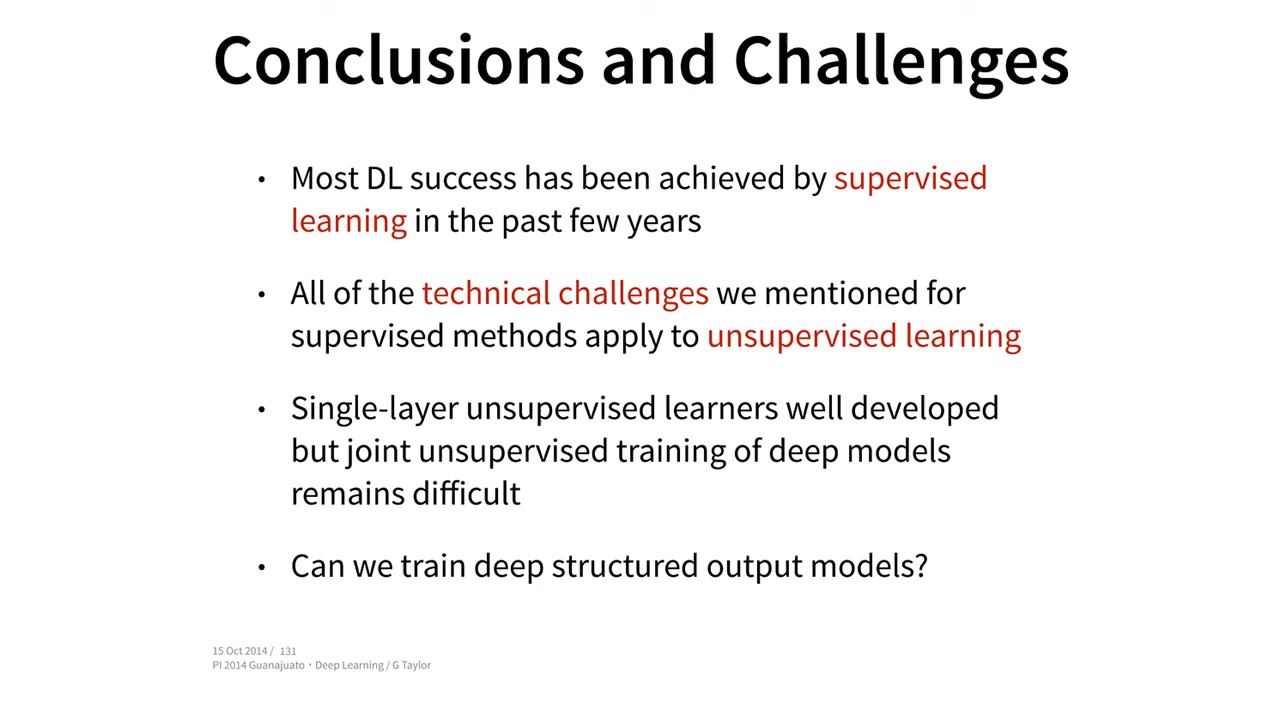 Conclusions and Challenges
• Most DL success has been achieved by supervised
learning in the past few years
• All of the technical challenges we mentioned for
supervised methods apply to unsupervised learning
• Single-layer unsupervised learners well developed
but joint unsupervised training of deep models
remains difficult
• Can we train deep structured output models?
15 Oct 2014 / 131
PI 2014 Guanajuato · Deep Learning / G Taylor